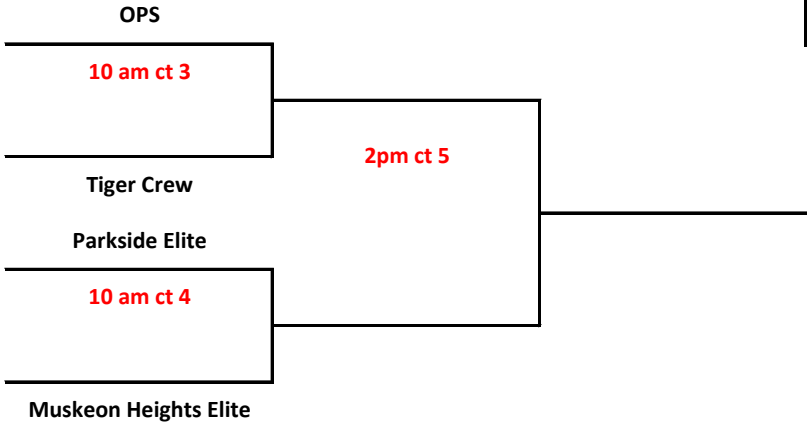 OPS
10 am ct 3
2pm ct 5
Tiger Crew
Parkside Elite
10 am ct 4
Muskeon Heights Elite